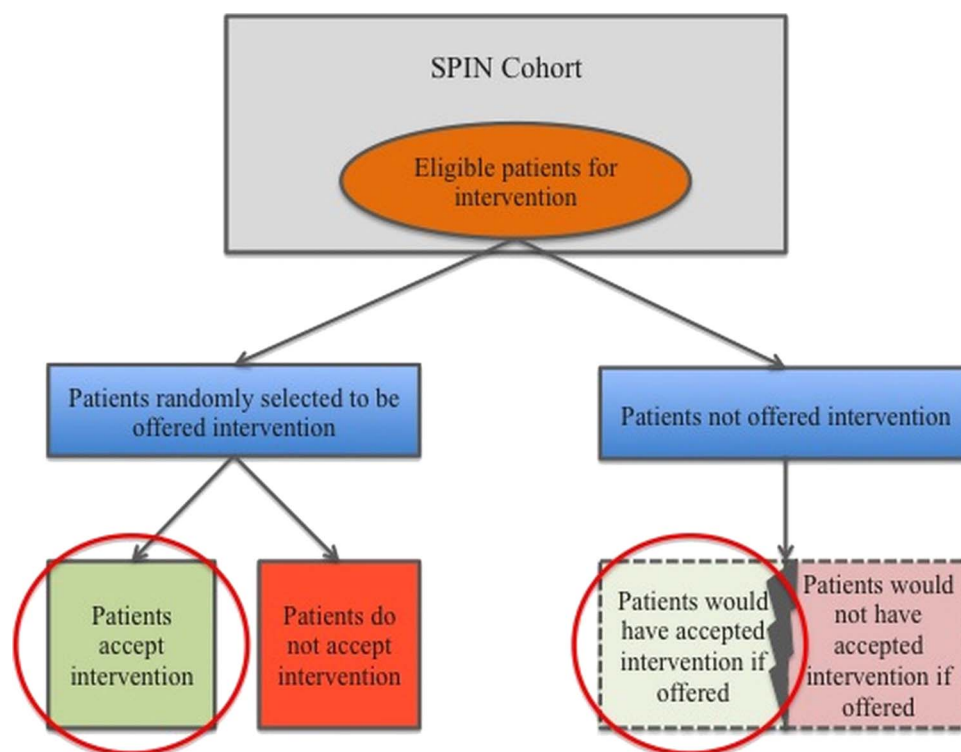 SPIN Cohort
Eligible patients for
intervention
Patients randomly selected to be
offered intervention
Patients not offered intervention
Patients
accept
intervention
Patients do
not accept
intervention
Patients would
have accepted
intervention if
offered
Patients would
not have
accepted
intervention if
offered